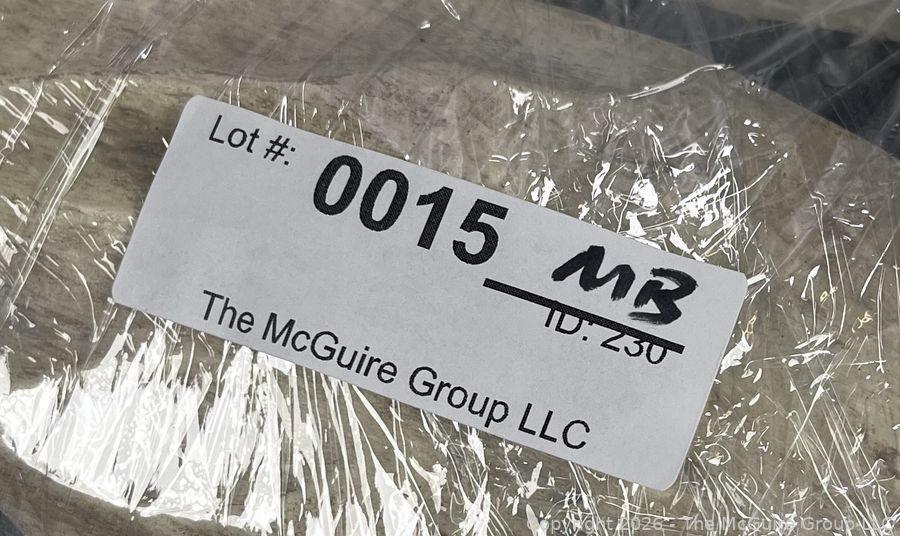 Lot #: 0015
MB
ID: 230
The McGuire Group LLC
Copyright 2026 - The McGuire Group LLC